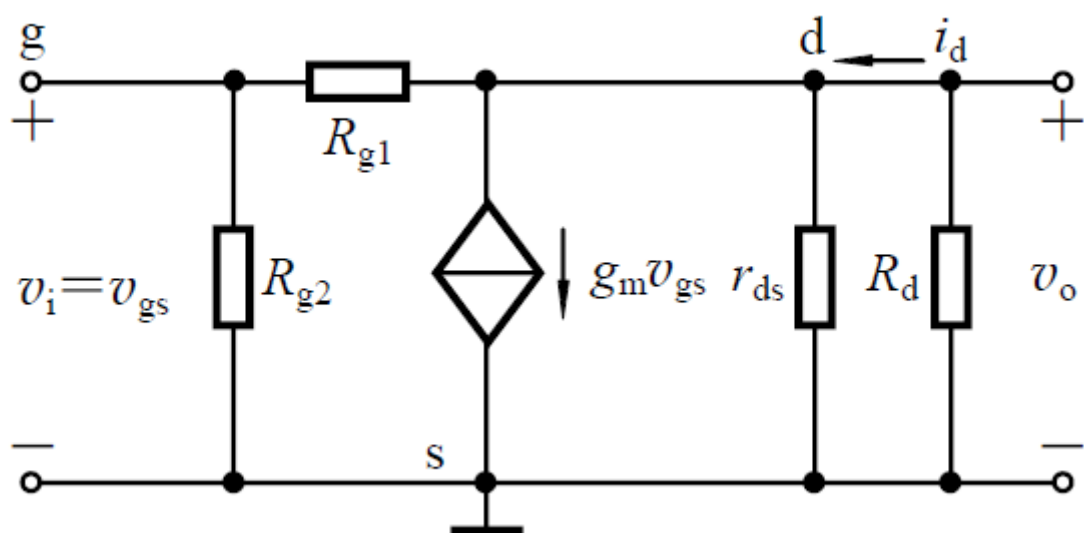 g
d
i_d
+
R_g1
+
v_i=v_gs
R_g2
g_m v_gs
r_ds
R_d
v_o
−
s
−